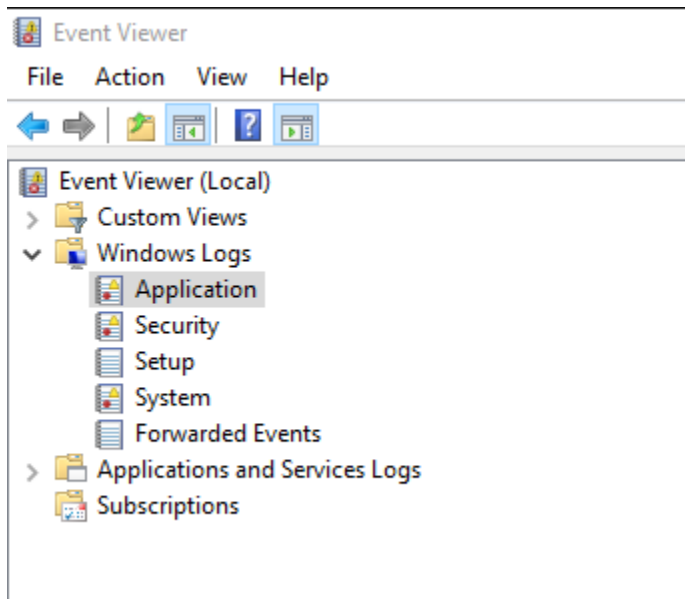 Event Viewer
File Action View Help
Event Viewer (Local)
Custom Views
Windows Logs
Application
Security
Setup
System
Forwarded Events
Applications and Services Logs
Subscriptions